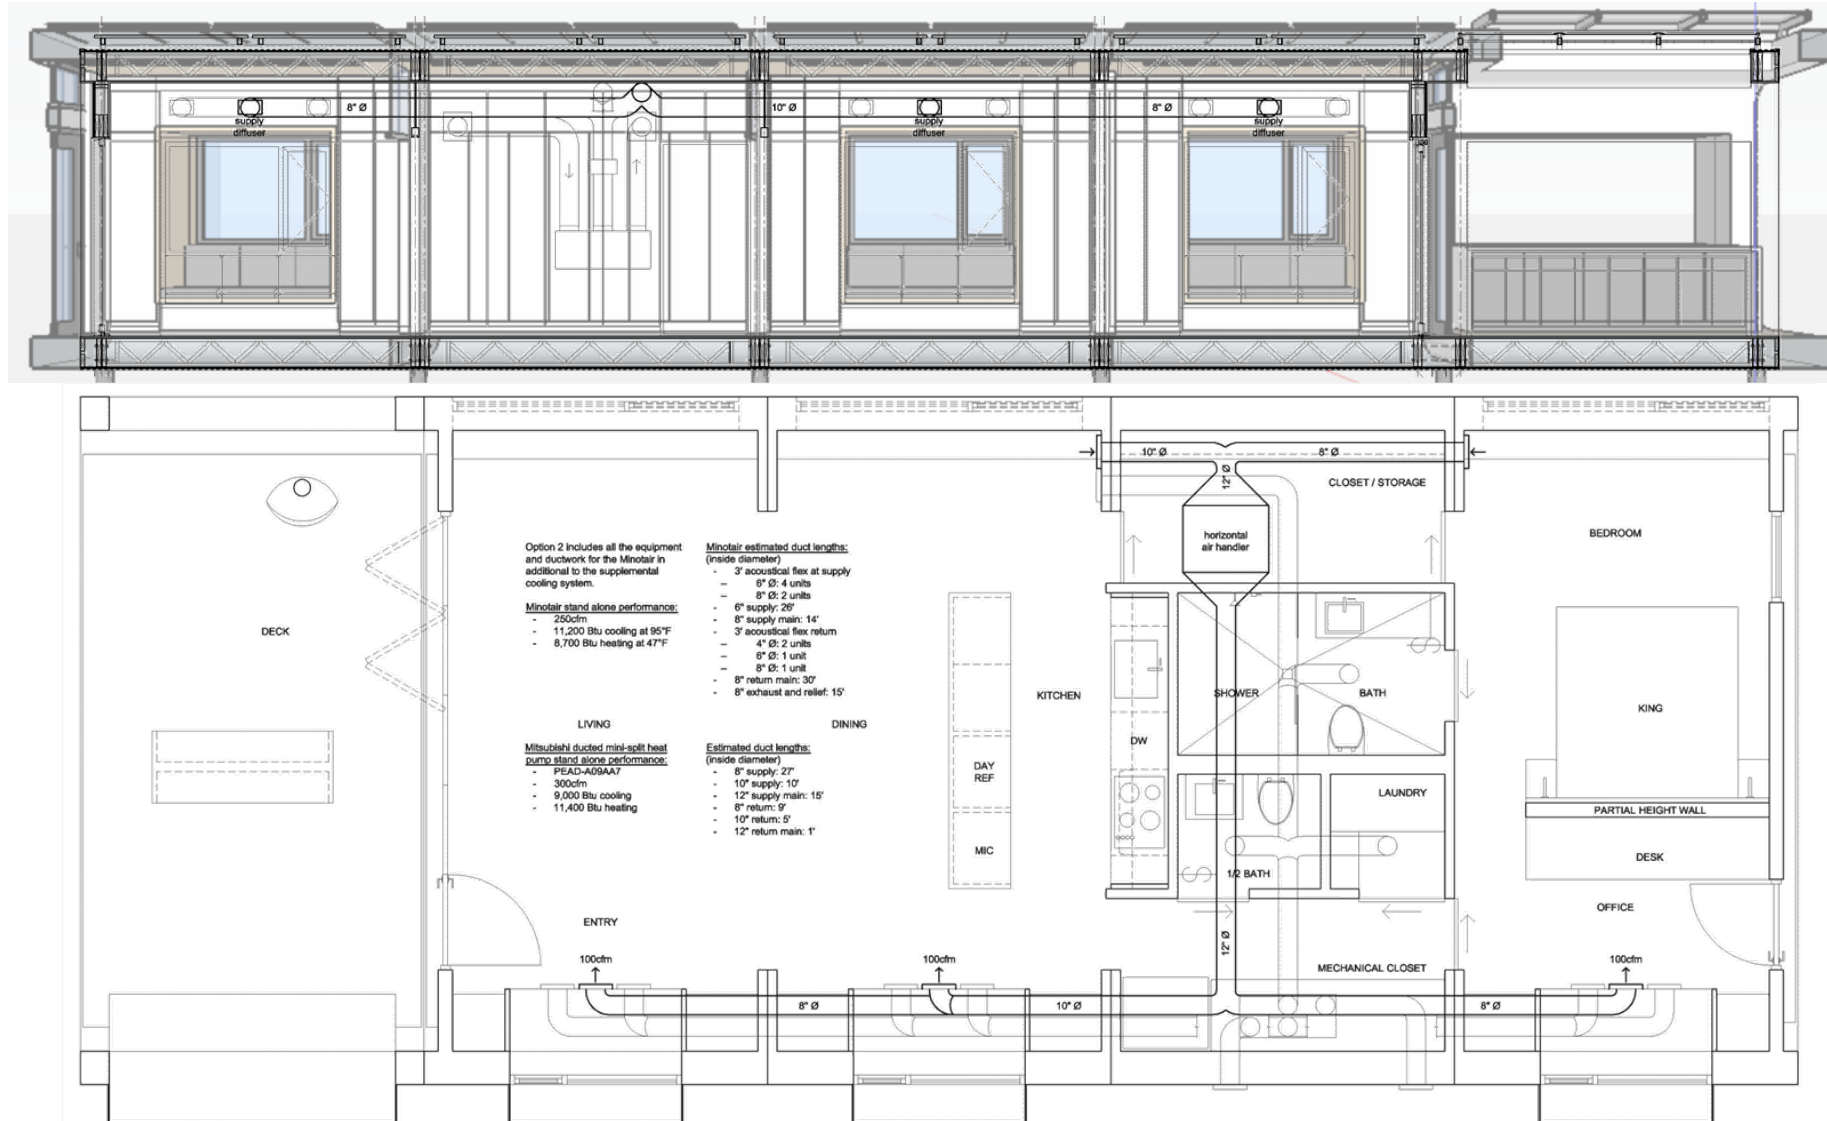 8" Ø
10" Ø
8" Ø
supply
diffuser
supply
diffuser
supply
diffuser
10" Ø
8" Ø
12" Ø
CLOSET / STORAGE
horizontal
air handler
BEDROOM
Option 2 includes all the equipment
and ductwork for the Minotair in
additional to the supplemental
cooling system.
Minotair stand alone performance:
- 250cfm
- 11,200 Btu cooling at 95°F
- 8,700 Btu heating at 47°F
Minotair estimated duct lengths:
(inside diameter)
- 3' acoustical flex at supply
– 6" Ø: 4 units
– 8" Ø: 2 units
- 6" supply: 26'
- 8" supply main: 14'
- 3' acoustical flex return
– 4" Ø: 2 units
– 6" Ø: 1 unit
– 8" Ø: 1 unit
- 8" return main: 30'
- 8" exhaust and relief: 15'
DECK
KITCHEN
SHOWER
BATH
KING
LIVING
DINING
DW
Mitsubishi ducted mini-split heat
pump stand alone performance:
- PEAD-A09AA7
- 300cfm
- 9,000 Btu cooling
- 11,400 Btu heating
Estimated duct lengths:
(inside diameter)
- 8" supply: 27'
- 10" supply: 10'
- 12" supply main: 15'
- 8" return: 9'
- 10" return: 5'
- 12" return main: 1'
DAY
REF
LAUNDRY
PARTIAL HEIGHT WALL
MIC
DESK
1/2 BATH
OFFICE
ENTRY
12" Ø
100cfm
100cfm
MECHANICAL CLOSET
100cfm
8" Ø
10" Ø
8" Ø